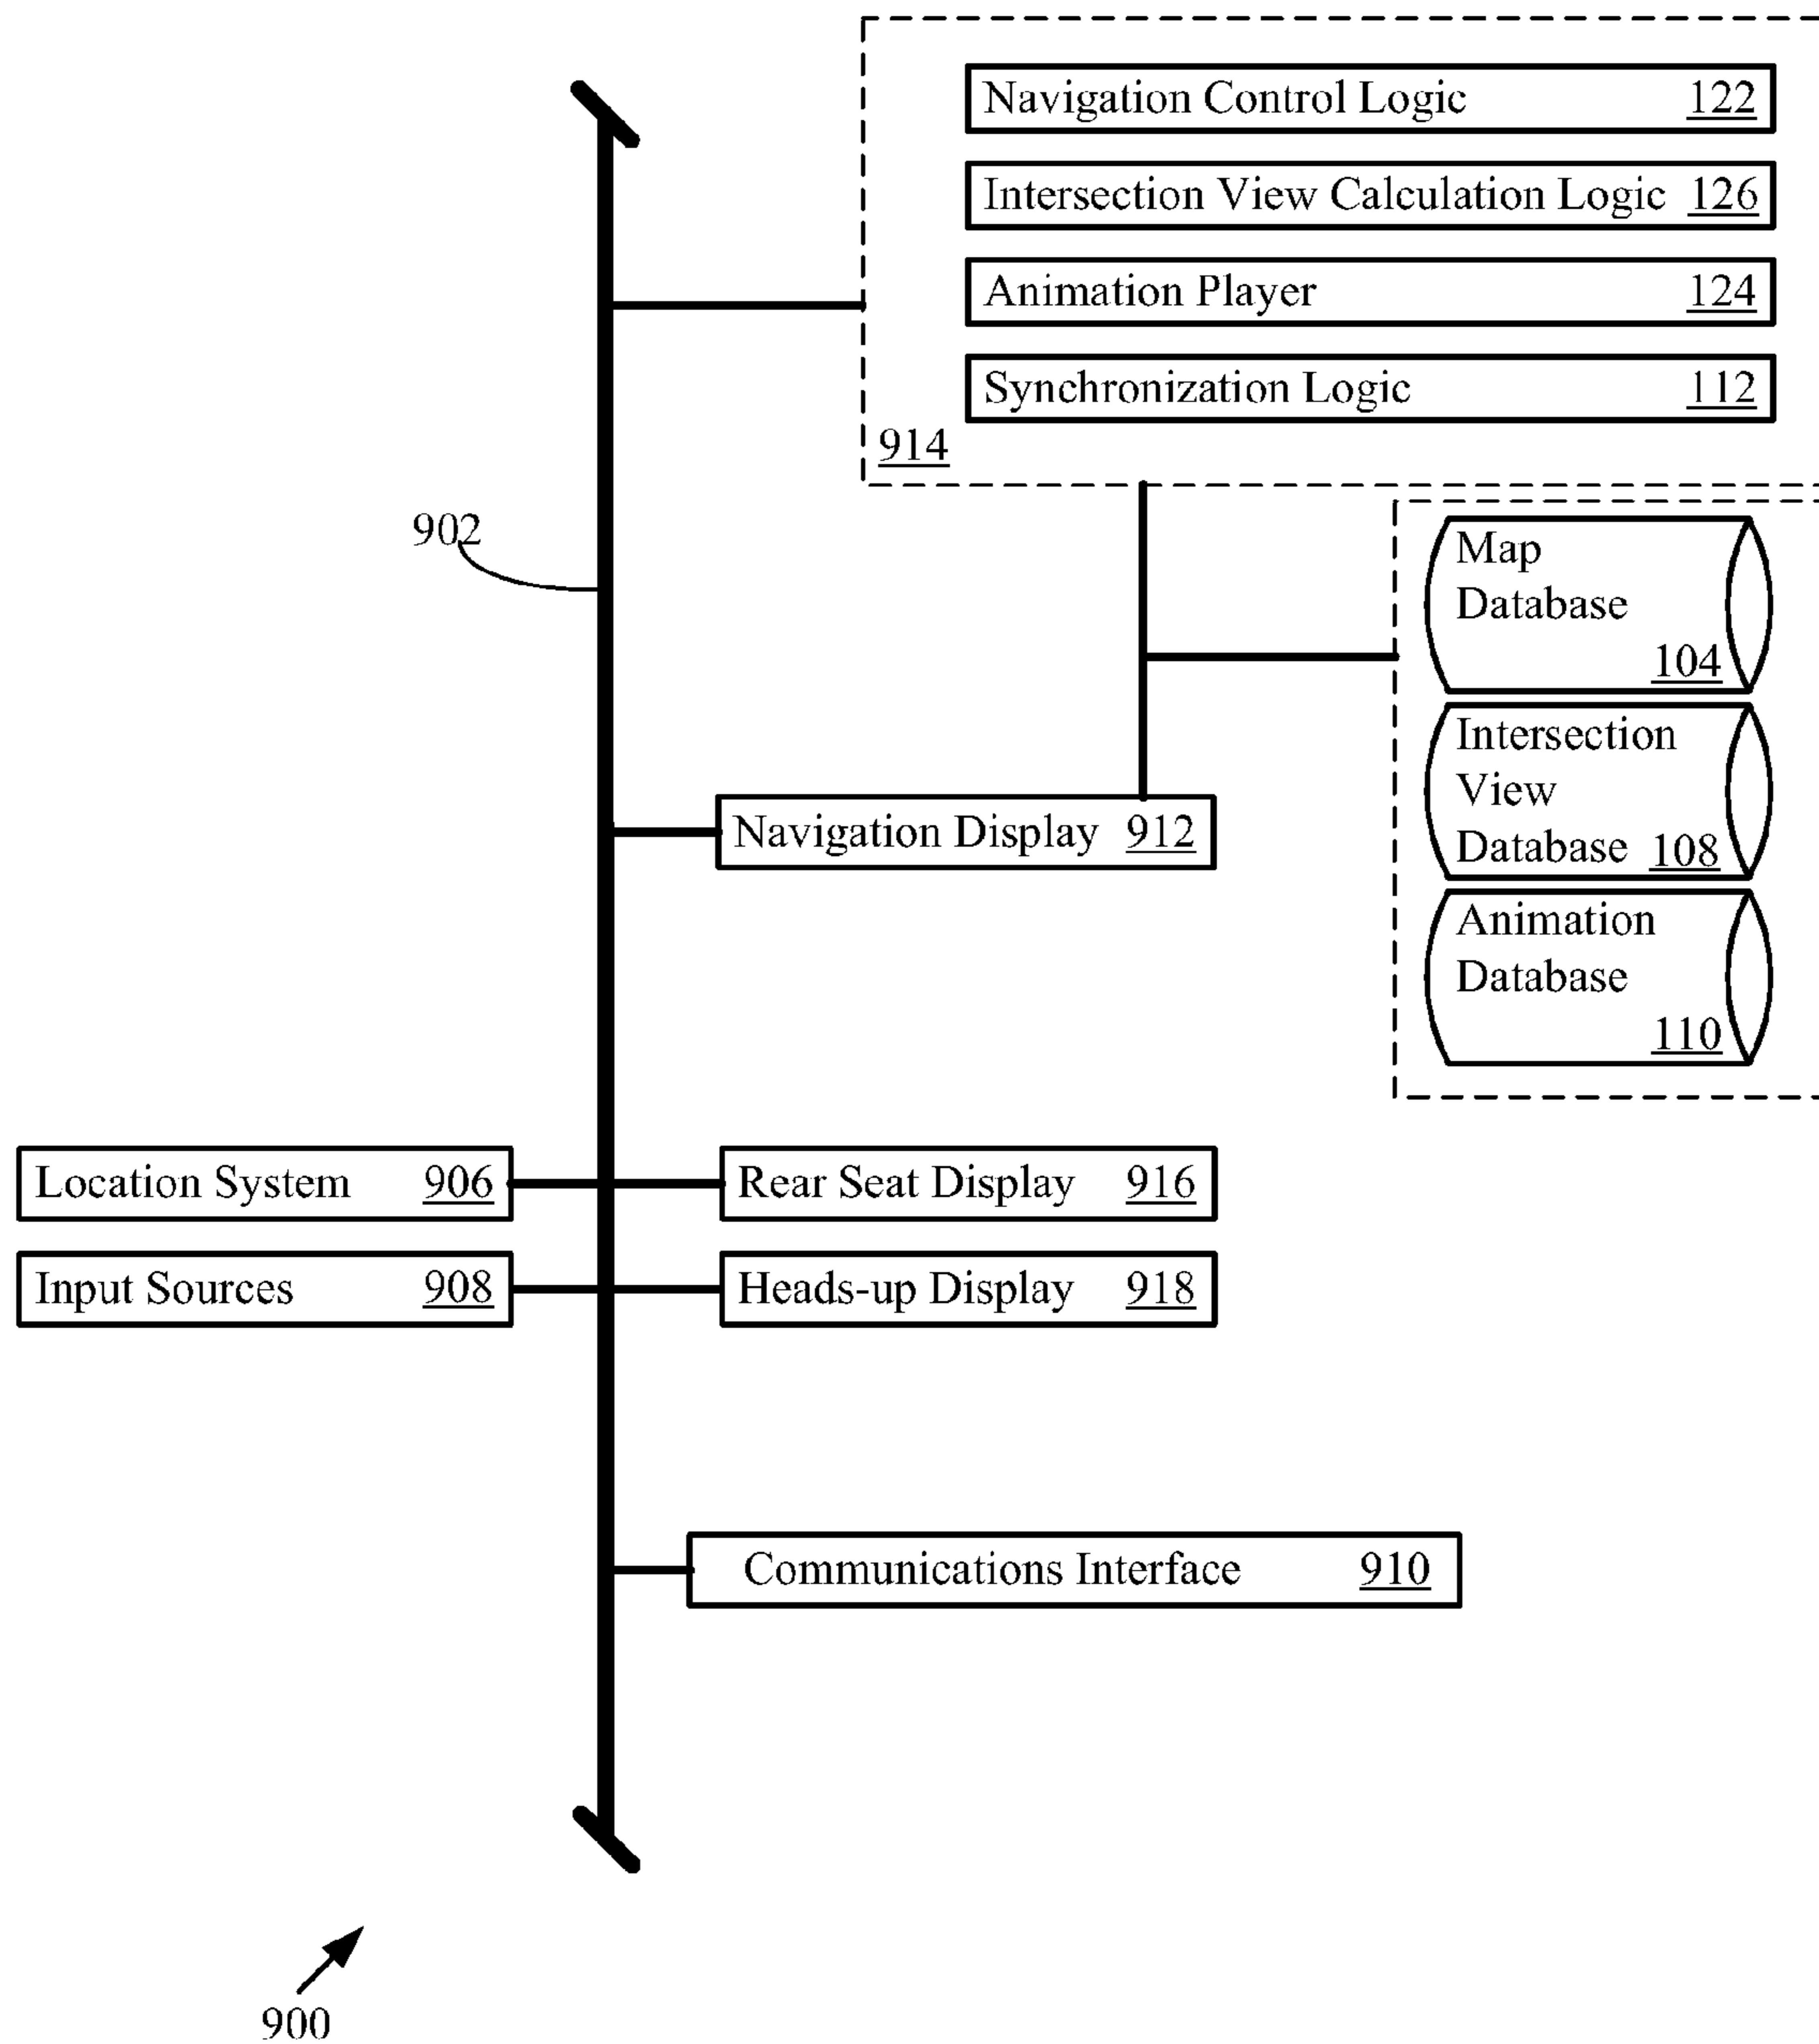 Navigation Control Logic 122
Intersection View Calculation Logic 126
Animation Player 124
Synchronization Logic 112
914
902
Map
Database
104
Intersection
View
Database 108
Navigation Display 912
Animation
Database
110
Location System 906
Rear Seat Display 916
Input Sources 908
Heads-up Display 918
Communications Interface 910
900